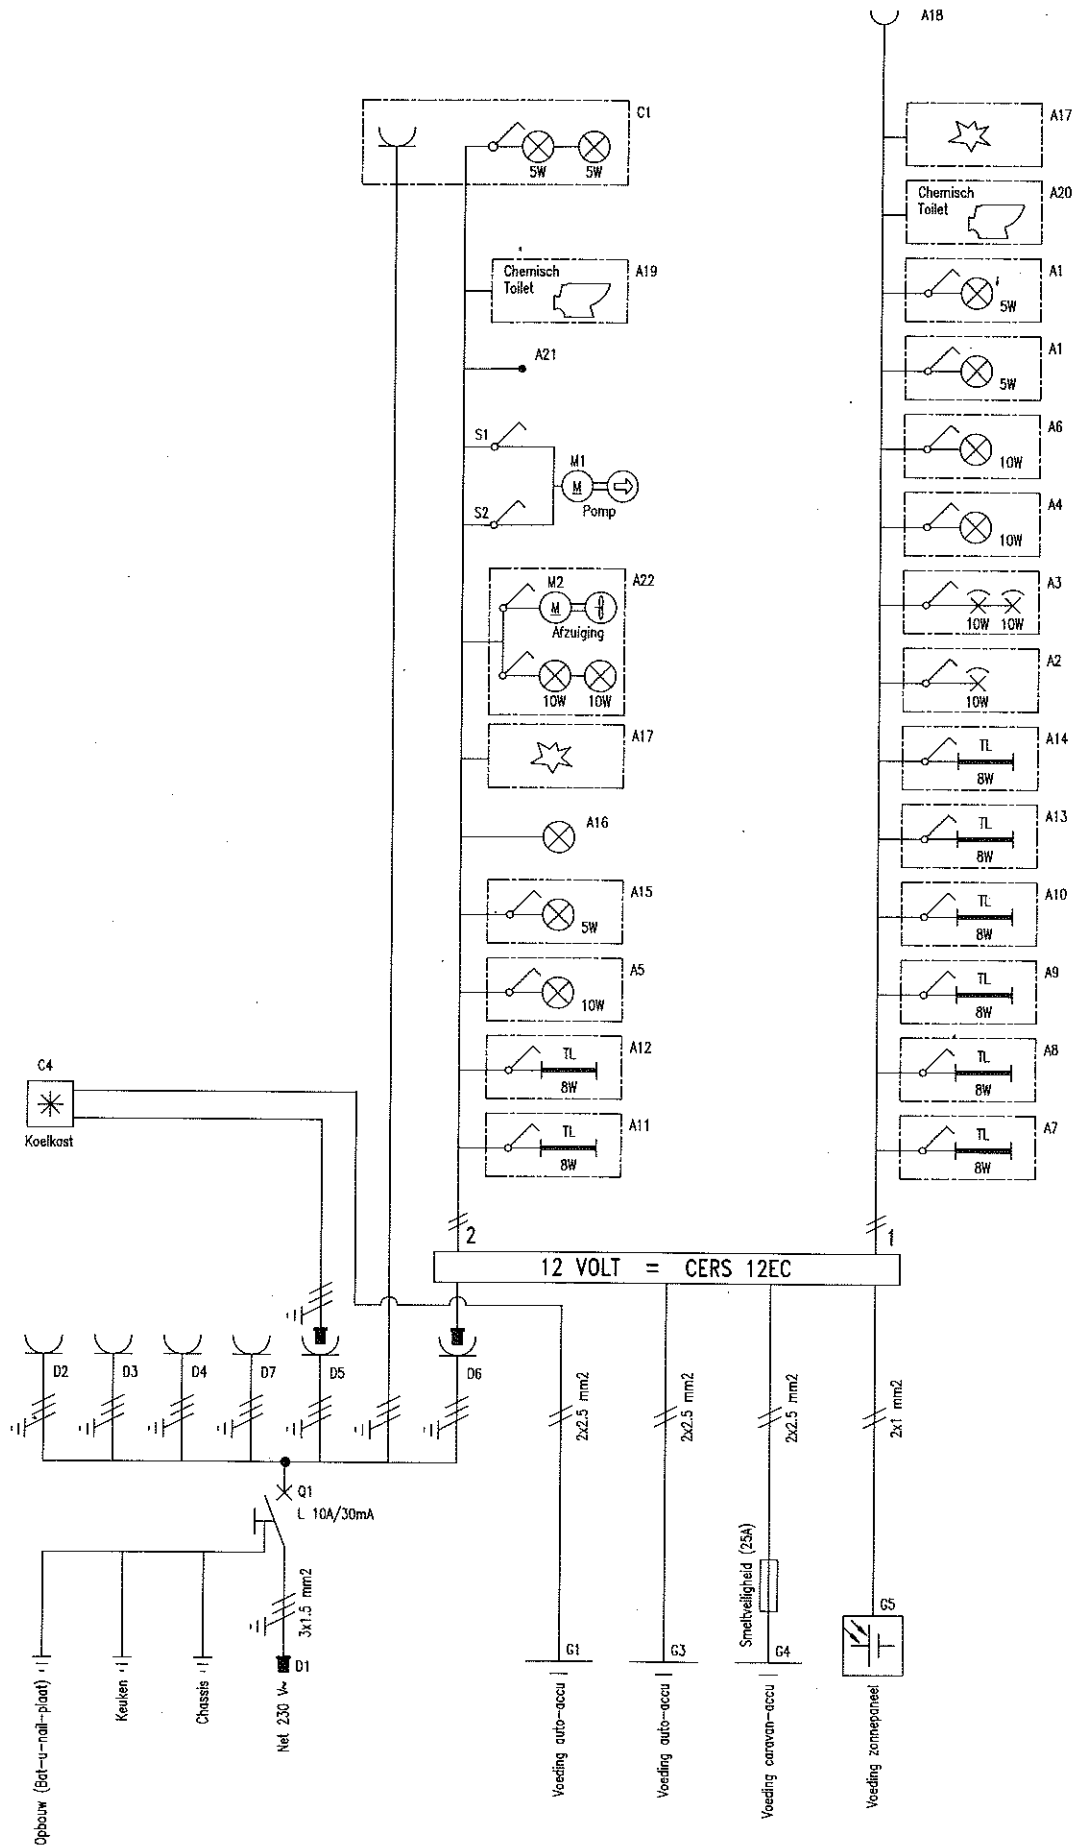 A18
C1
5W
5W
A17
Chemisch
Toilet
A20
Chemisch
Toilet
A19
A1
5W
A21
A1
5W
S1
M1
M
Pomp
S2
A6
10W
A4
10W
A22
M2
M
Afzuiging
10W
10W
A3
10W
10W
A2
10W
A17
A14
TL
8W
A16
A13
TL
8W
A15
5W
A10
TL
8W
A5
10W
A9
TL
8W
A12
TL
8W
A8
TL
8W
A11
TL
8W
A7
TL
8W
C4
Koelkast
2
1
12 VOLT = CERS 12EC
D2
D3
D4
D7
D5
D6
2x2.5 mm2
2x2.5 mm2
2x2.5 mm2
2x1 mm2
Q1
L 10A/30mA
3x1.5 mm2
Smeltveiligheid (25A)
D1
G1
G3
G4
G5
Opbouw (Bat-u-nail-plaat)
Keuken
Chassis
Net 230 V~
Voeding auto-accu
Voeding auto-accu
Voeding caravan-accu
Voeding zonnepaneel